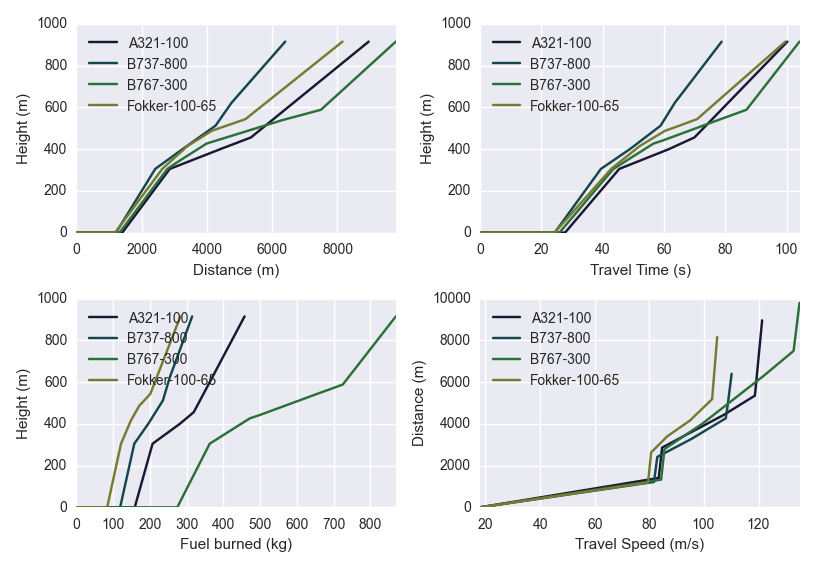 1000
800
600
400
200
0
Height (m)
A321-100
B737-800
B767-300
Fokker-100-65
0 2000 4000 6000 8000
Distance (m)
1000
800
600
400
200
0
Height (m)
A321-100
B737-800
B767-300
Fokker-100-65
0 20 40 60 80 100
Travel Time (s)
1000
800
600
400
200
0
Height (m)
A321-100
B737-800
B767-300
Fokker-100-65
0 100 200 300 400 500 600 700 800
Fuel burned (kg)
10000
8000
6000
4000
2000
0
Distance (m)
A321-100
B737-800
B767-300
Fokker-100-65
20 40 60 80 100 120
Travel Speed (m/s)